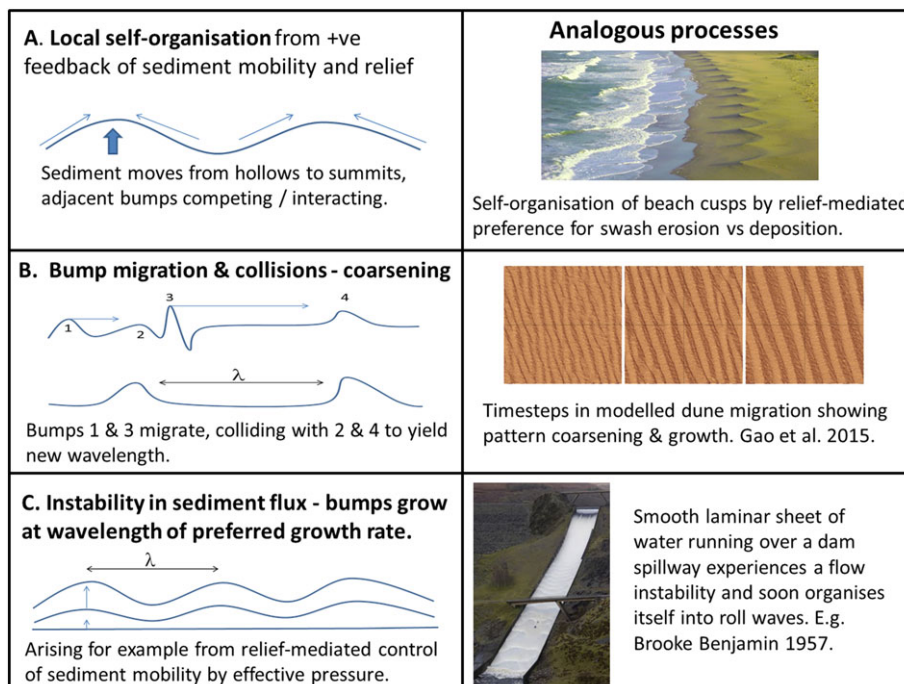 A. Local self-organisation from +ve
feedback of sediment mobility and relief
Sediment moves from hollows to summits,
adjacent bumps competing / interacting.
Analogous processes
Self-organisation of beach cusps by relief-mediated
preference for swash erosion vs deposition.
B. Bump migration & collisions - coarsening
1
2
3
4
λ
Bumps 1 & 3 migrate, colliding with 2 & 4 to yield
new wavelength.
Timesteps in modelled dune migration showing
pattern coarsening & growth. Gao et al. 2015.
C. Instability in sediment flux - bumps grow
at wavelength of preferred growth rate.
λ
Arising for example from relief-mediated control
of sediment mobility by effective pressure.
Smooth laminar sheet of
water running over a dam
spillway experiences a flow
instability and soon organises
itself into roll waves. E.g.
Brooke Benjamin 1957.